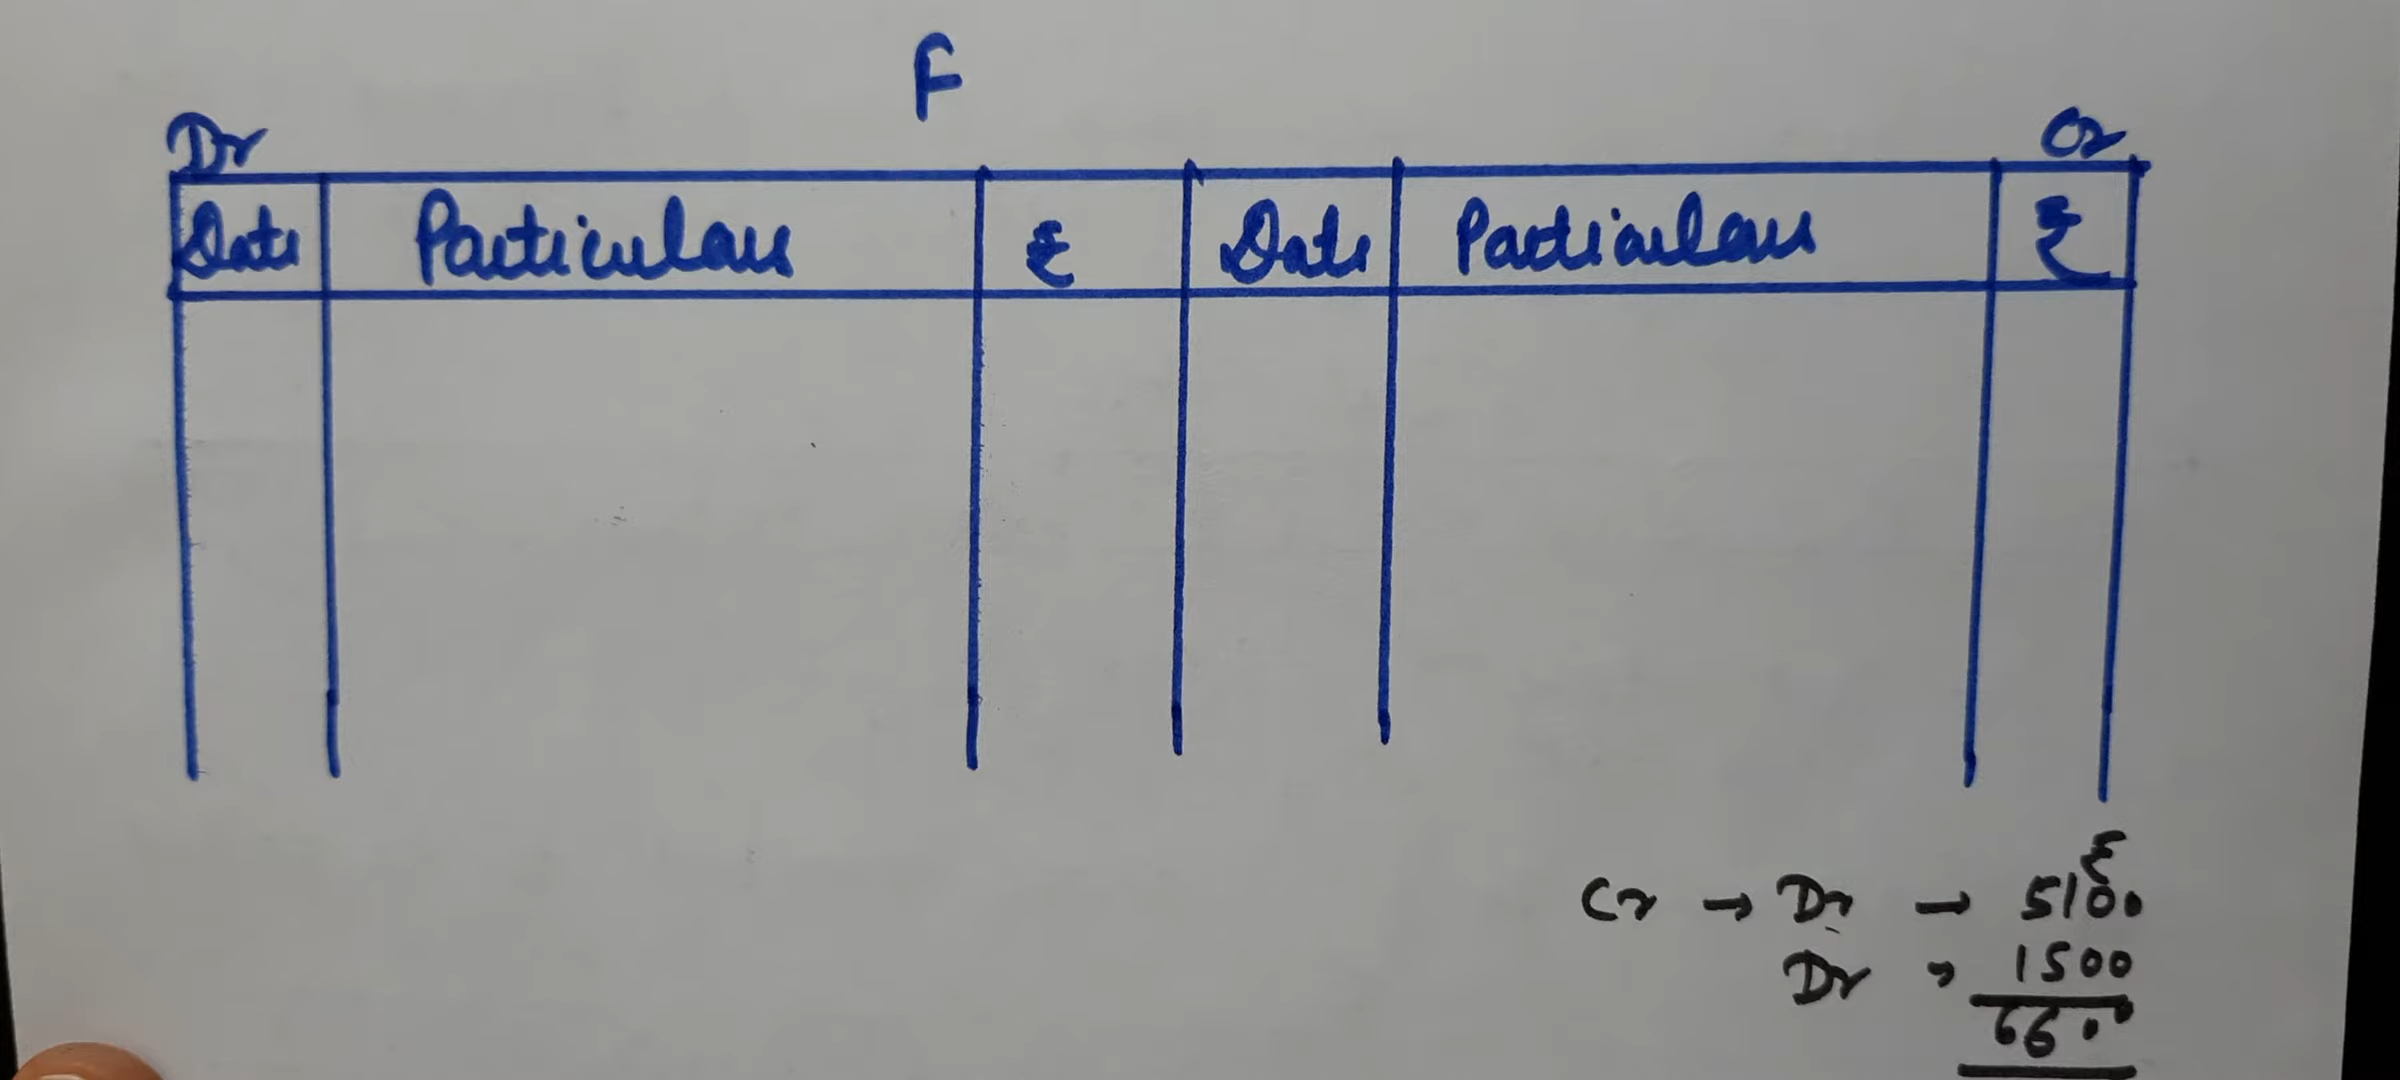 F
Dr Cr
Date Particulars ₹ Date Particulars ₹
₹
Cr → Dr → 5100
Dr " 1500
6600